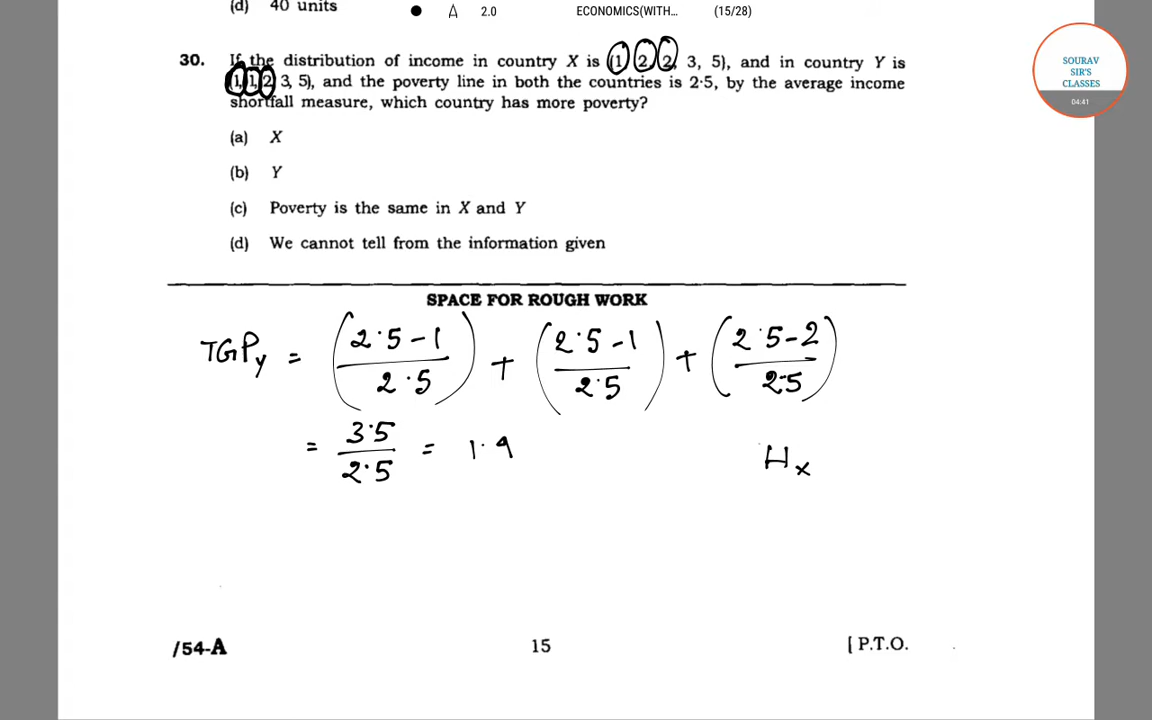 (d) 40 units
A 2.0 ECONOMICS(WITH... (15/28)
30. If the distribution of income in country X is (1, 2, 2, 3, 5), and in country Y is
(1, 1, 2, 3, 5), and the poverty line in both the countries is 2·5, by the average income
shortfall measure, which country has more poverty?
(a) X
(b) Y
(c) Poverty is the same in X and Y
(d) We cannot tell from the information given
SPACE FOR ROUGH WORK
TGPy = (2·5-1 / 2·5) + (2·5-1 / 2·5) + (2·5-2 / 2·5)
= 3·5 / 2·5 = 1·4
Hx
/54-A 15 [ P.T.O.
SOURAV
SIR'S
CLASSES
04:41